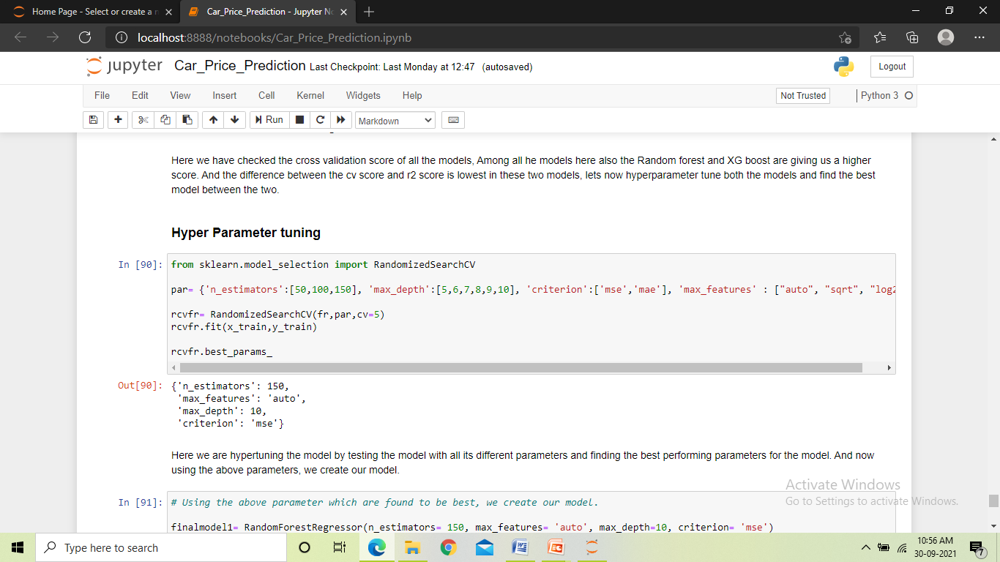 Home Page - Select or create a n
Car_Price_Prediction - Jupyter No
localhost:8888/notebooks/Car_Price_Prediction.ipynb
jupyter Car_Price_Prediction Last Checkpoint: Last Monday at 12:47 (autosaved)
Logout
File Edit View Insert Cell Kernel Widgets Help
Not Trusted
Python 3
Run
Markdown
Here we have checked the cross validation score of all the models, Among all he models here also the Random forest and XG boost are giving us a higher
score. And the difference between the cv score and r2 score is lowest in these two models, lets now hyperparameter tune both the models and find the best
model between the two.
Hyper Parameter tuning
In [90]: from sklearn.model_selection import RandomizedSearchCV
par= {'n_estimators':[50,100,150], 'max_depth':[5,6,7,8,9,10], 'criterion':['mse','mae'], 'max_features' : ["auto", "sqrt", "log2
rcvfr= RandomizedSearchCV(fr,par,cv=5)
rcvfr.fit(x_train,y_train)
rcvfr.best_params_
Out[90]: {'n_estimators': 150,
'max_features': 'auto',
'max_depth': 10,
'criterion': 'mse'}
Here we are hypertuning the model by testing the model with all its different parameters and finding the best performing parameters for the model. And now
using the above parameters, we create our model.
Activate Windows
Go to Settings to activate Windows.
In [91]: # Using the above parameter which are found to be best, we create our model.
finalmodel1= RandomForestRegressor(n_estimators= 150, max_features= 'auto', max_depth=10, criterion= 'mse')
Type here to search
10:56 AM
30-09-2021
7